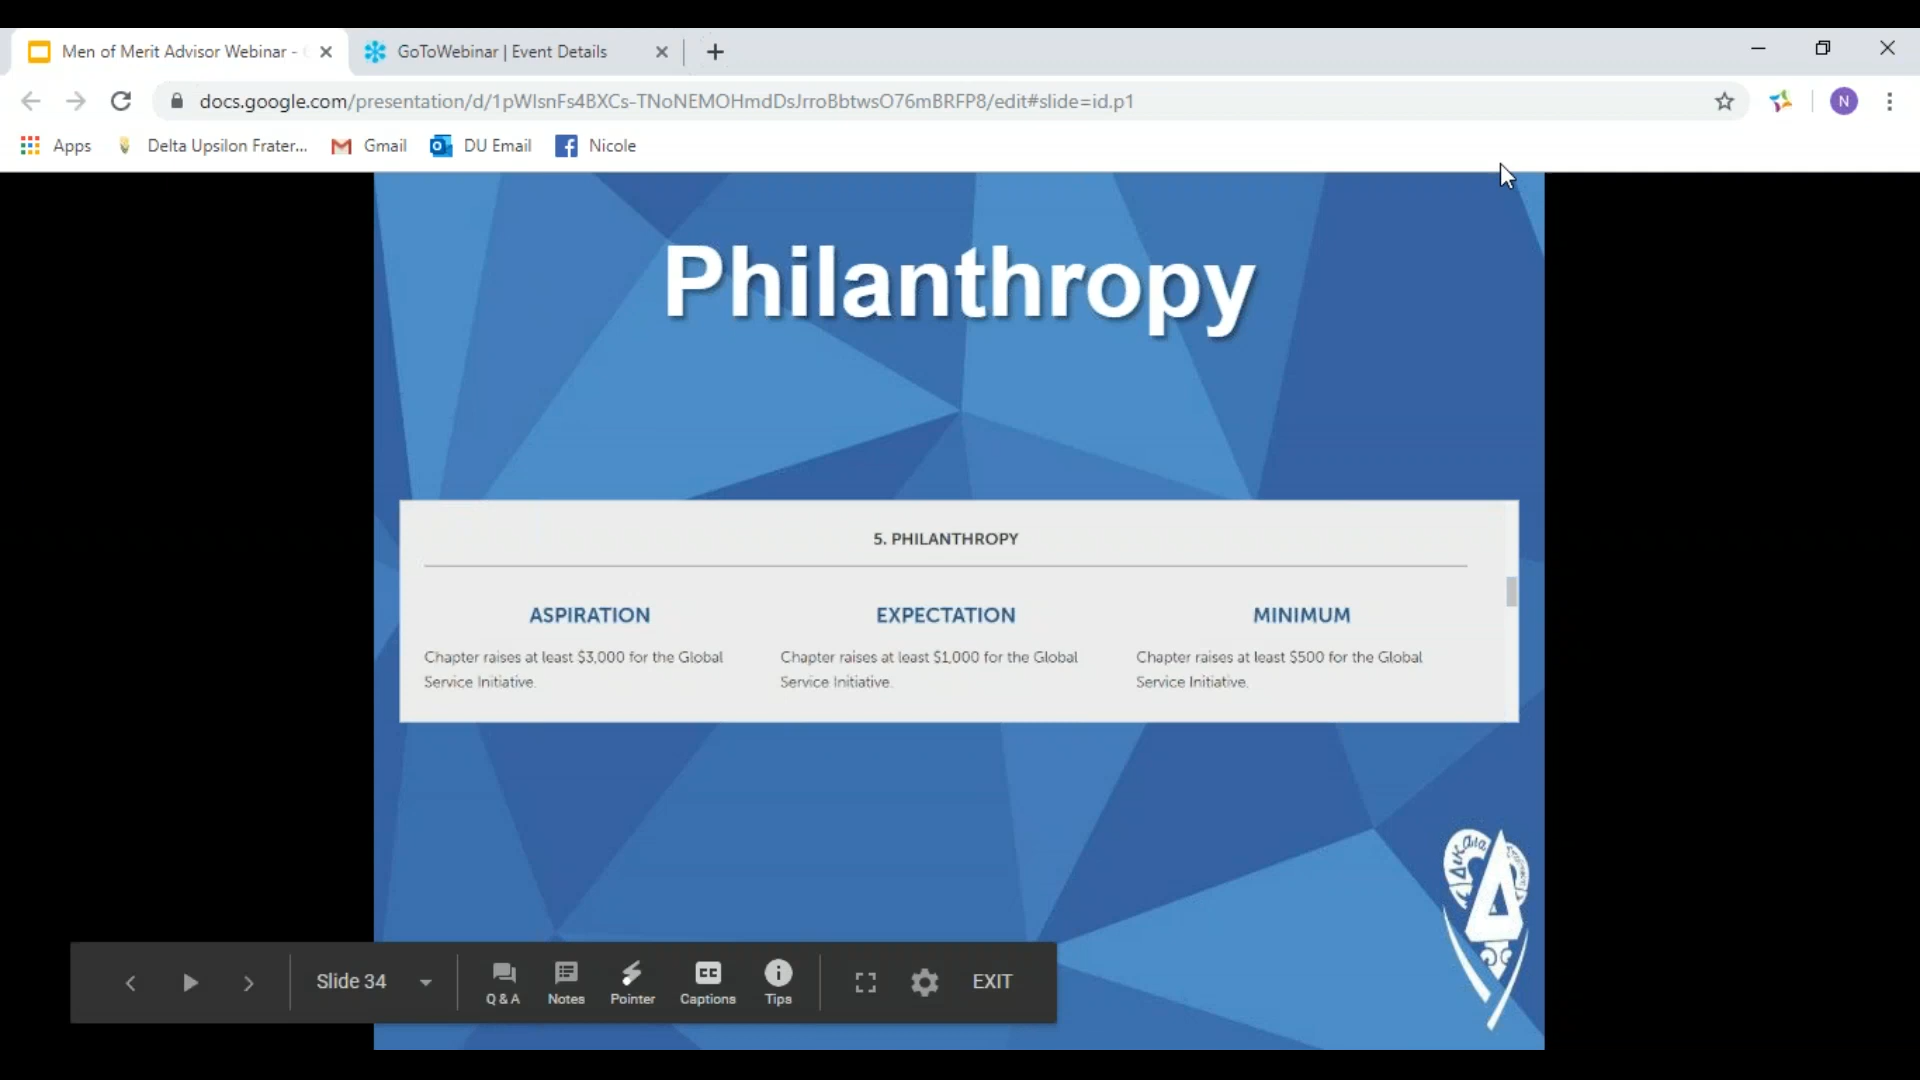 Men of Merit Advisor Webinar -
GoToWebinar | Event Details
docs.google.com/presentation/d/1pWlsnFs4BXCs-TNoNEMOHmdDsJrroBbtwsO76mBRFP8/edit#slide=id.p1
N
Apps
Delta Upsilon Frater...
Gmail
DU Email
Nicole
Philanthropy
5. PHILANTHROPY
ASPIRATION
EXPECTATION
MINIMUM
Chapter raises at least $3,000 for the Global
Service Initiative.
Chapter raises at least $1,000 for the Global
Service Initiative.
Chapter raises at least $500 for the Global
Service Initiative.
Slide 34
Q & A
Notes
Pointer
Captions
Tips
EXIT